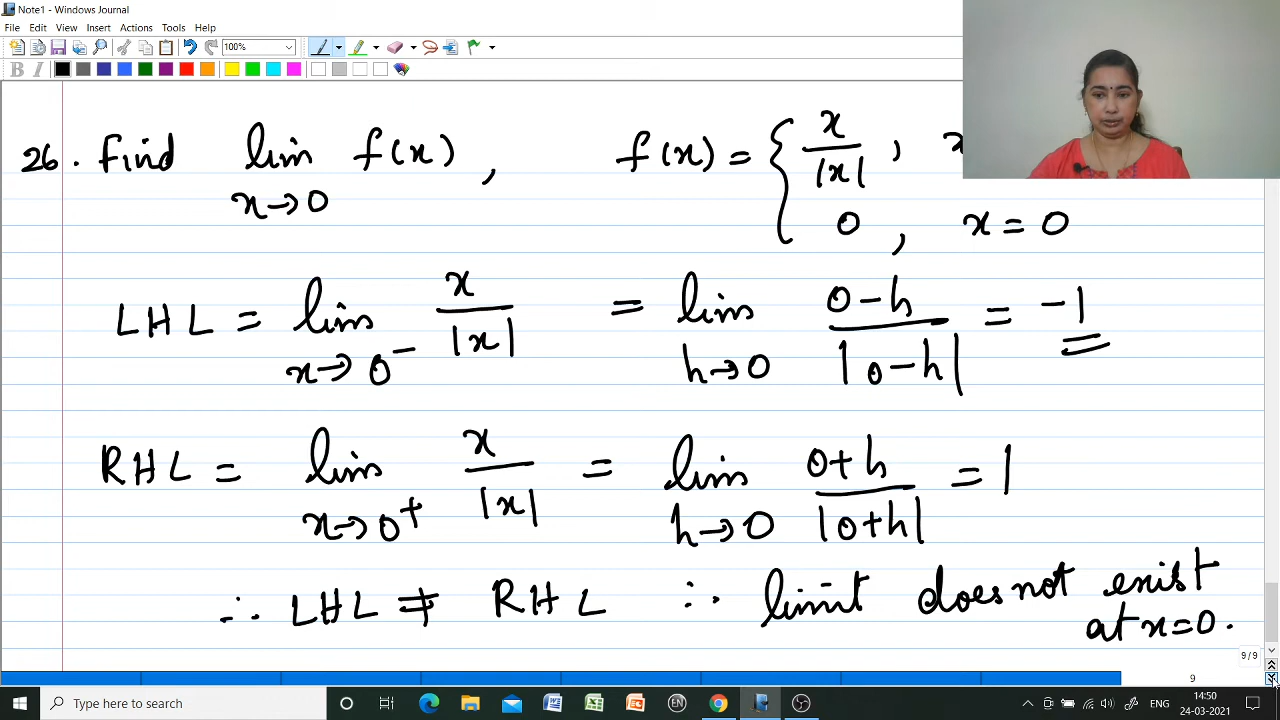 Note1 - Windows Journal
File Edit View Insert Actions Tools Help
100%
B I
26. Find lim f(x), f(x) = { x/|x| , x
x→0
0 , x = 0
LHL = lim x/|x| = lim 0-h/|0-h| = -1
x→0⁻ h→0
RHL = lim x/|x| = lim 0+h/|0+h| = 1
x→0⁺ h→0
∴ LHL ≠ RHL ∴ limit does not exist
at x=0.
9/9
9
Type here to search
EN
ENG
14:50
24-03-2021